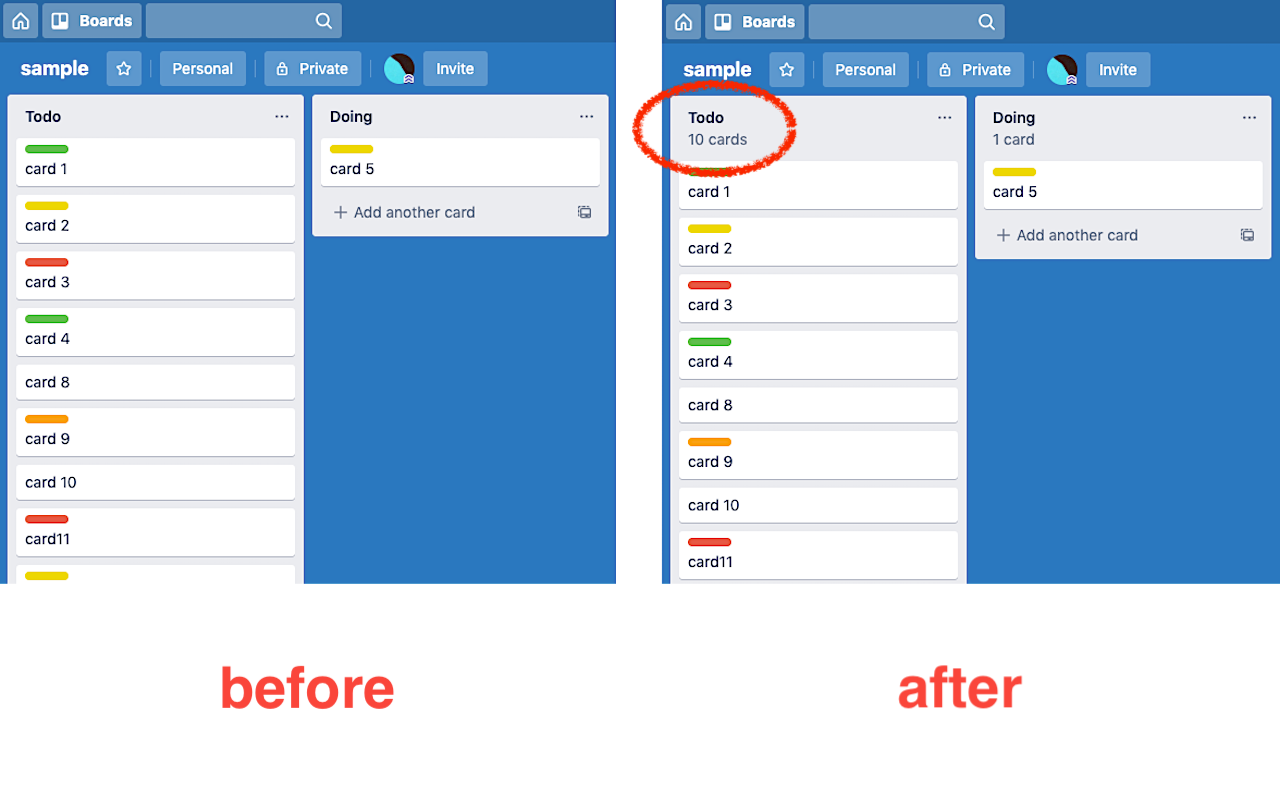 Boards
sample
Personal
Private
Invite
Todo
card 1
card 2
card 3
card 4
card 8
card 9
card 10
card11
Doing
card 5
Add another card
before
Boards
sample
Personal
Private
Invite
Todo
10 cards
card 1
card 2
card 3
card 4
card 8
card 9
card 10
card11
Doing
1 card
card 5
Add another card
after